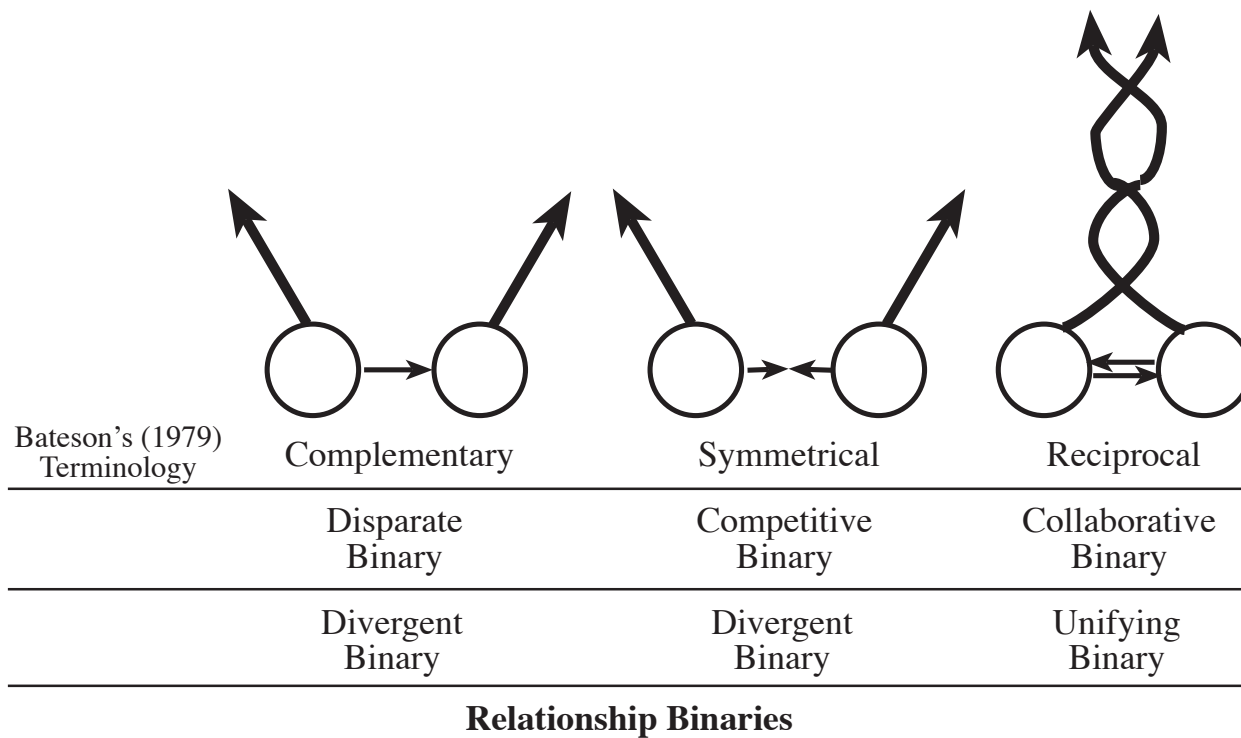 Bateson's (1979)
Terminology
Complementary
Symmetrical
Reciprocal
Disparate
Binary
Competitive
Binary
Collaborative
Binary
Divergent
Binary
Divergent
Binary
Unifying
Binary
Relationship Binaries